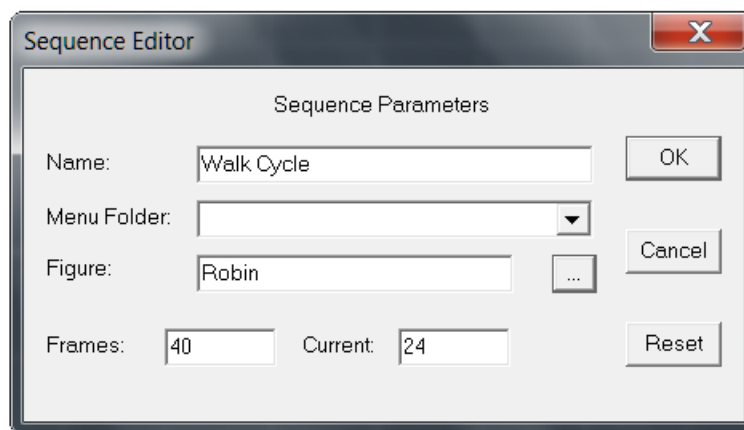 Sequence Editor
Sequence Parameters
Name: Walk Cycle OK
Menu Folder:
Figure: Robin ... Cancel
Frames: 40 Current: 24 Reset